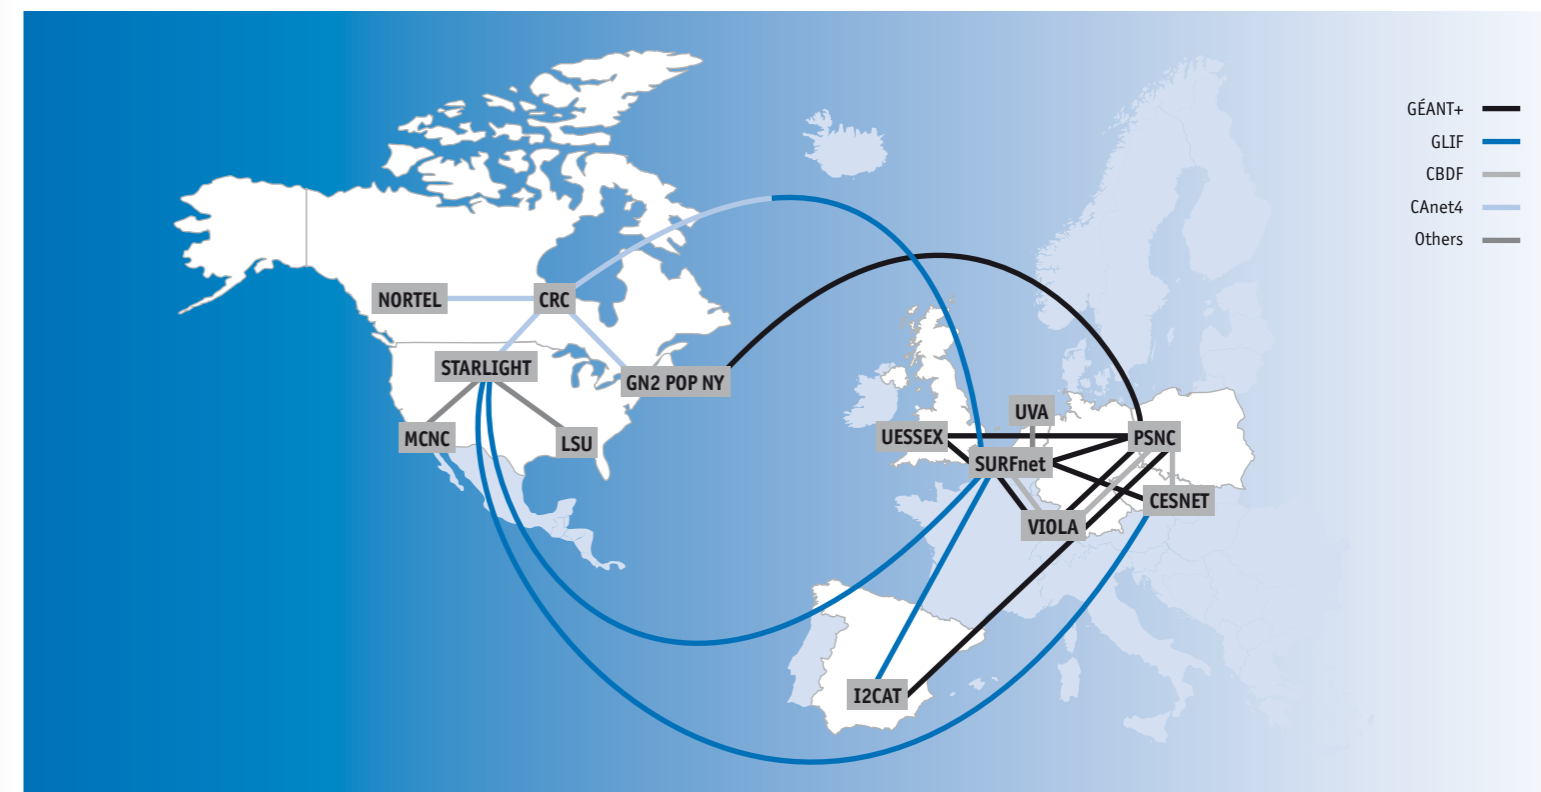 GÉANT+
GLIF
CBDF
CAnet4
Others
NORTEL
CRC
STARLIGHT
GN2 POP NY
MCNC
LSU
UVA
UESSEX
PSNC
SURFnet
CESNET
VIOLA
I2CAT